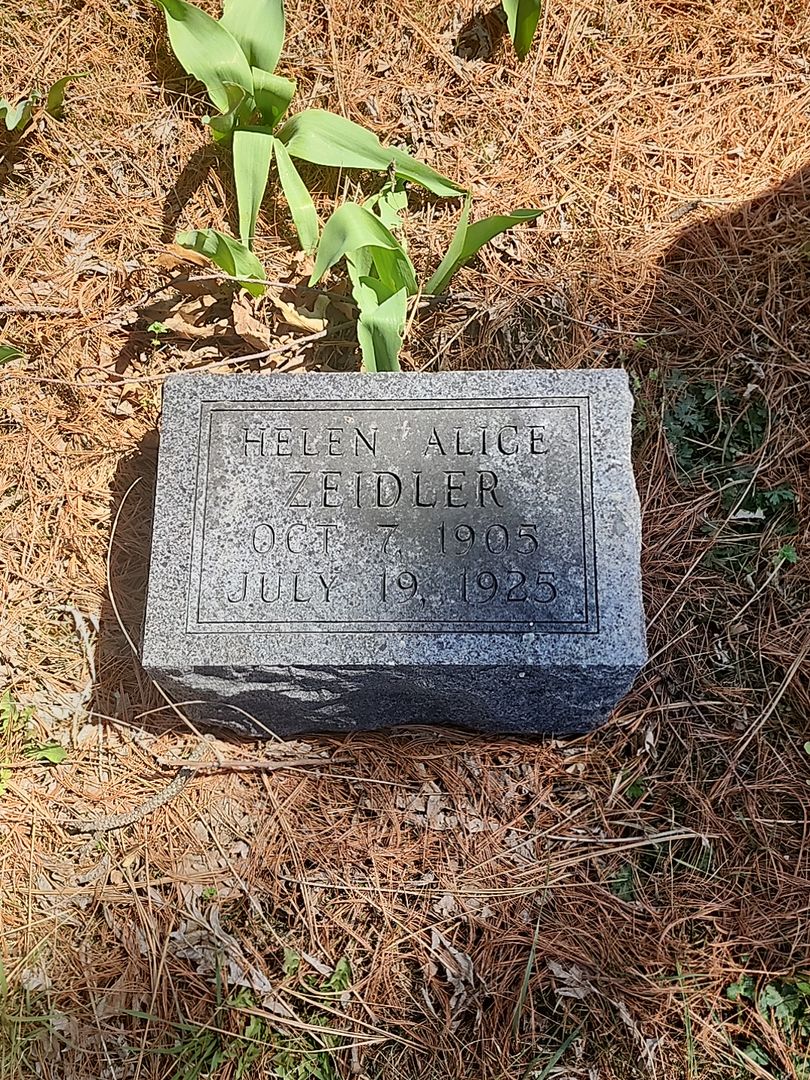 HELEN ALICE
ZEIDLER
OCT 7, 1905
JULY 19, 1925